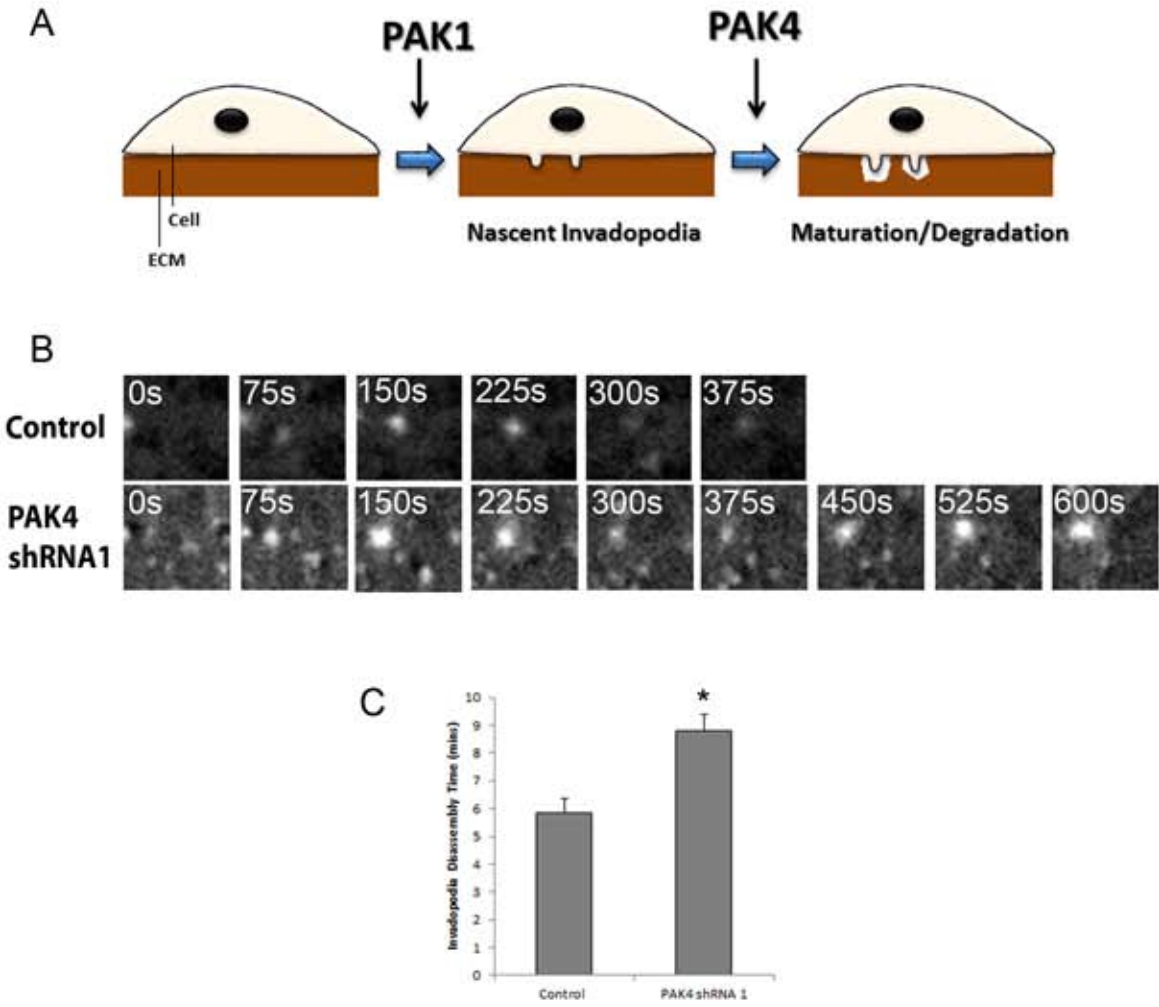 A
PAK1
PAK4
Cell
ECM
Nascent Invadopodia
Maturation/Degradation
B
Control
0s 75s 150s 225s 300s 375s
PAK4
shRNA1
0s 75s 150s 225s 300s 375s 450s 525s 600s
C
Invadopodia Disassembly Time (mins)
10
9
8
7
6
5
4
3
2
1
0
*
Control
PAK4 shRNA 1